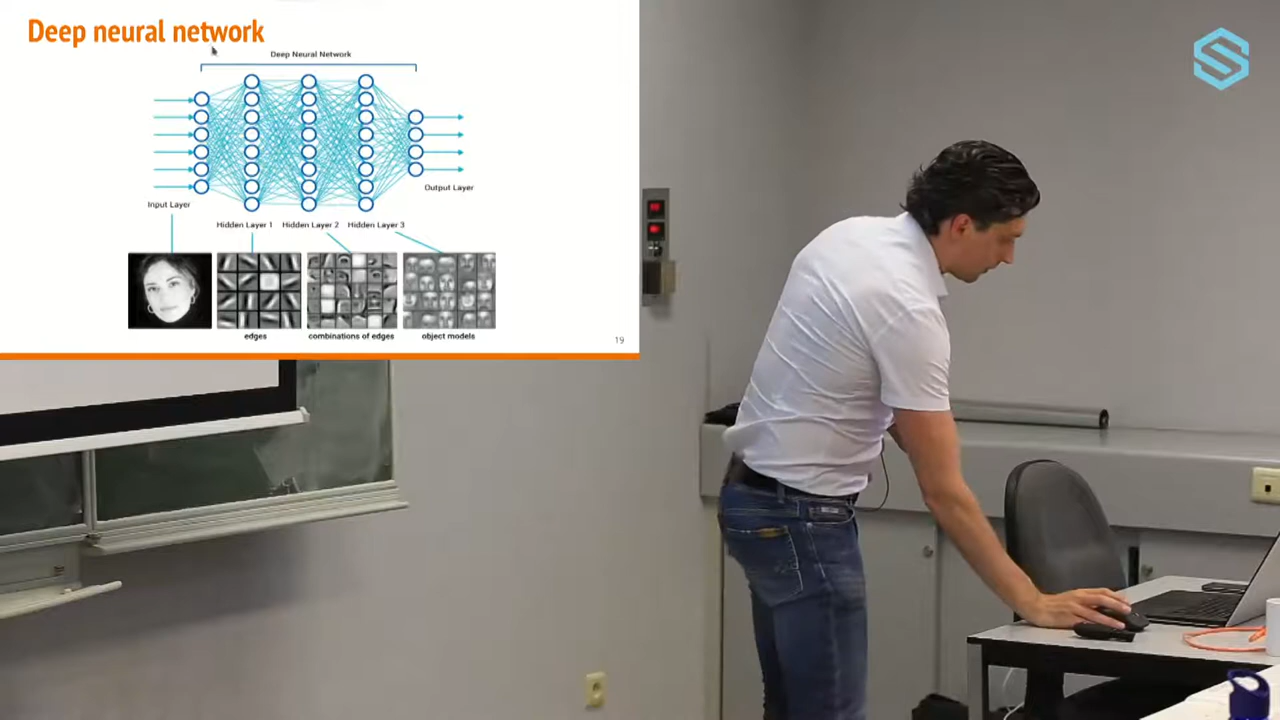 Deep neural network
Deep Neural Network
Output Layer
Input Layer
Hidden Layer 1
Hidden Layer 2
Hidden Layer 3
edges
combinations of edges
object models
19